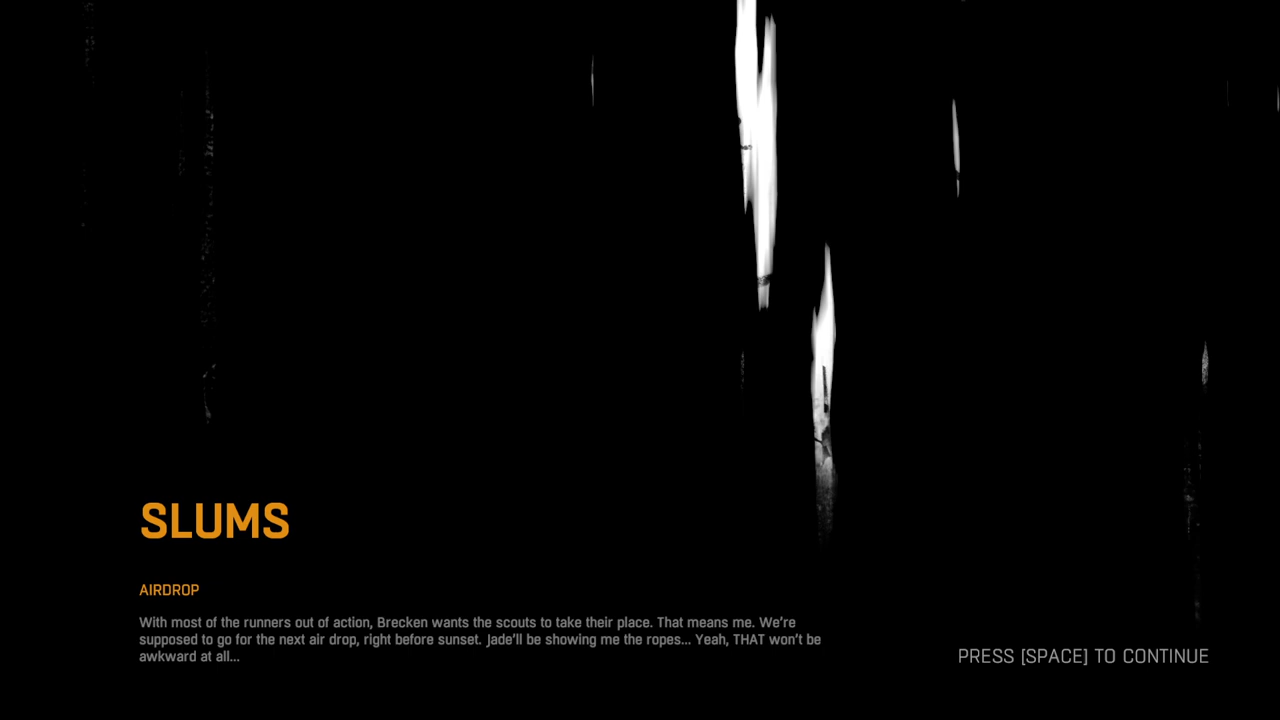 SLUMS
AIRDROP
With most of the runners out of action, Brecken wants the scouts to take their place. That means me. We're
supposed to go for the next air drop, right before sunset. Jade'll be showing me the ropes... Yeah, THAT won't be
awkward at all...
PRESS [SPACE] TO CONTINUE